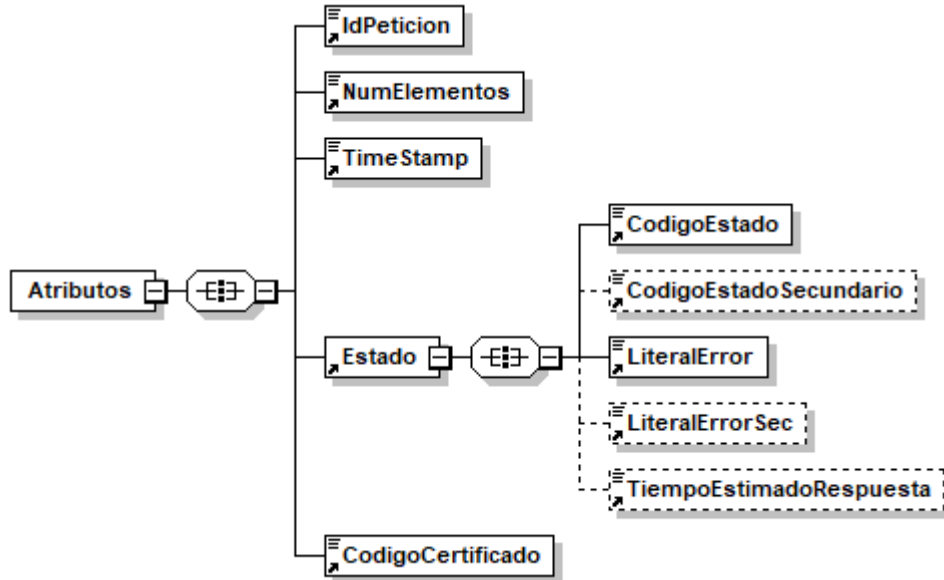 IdPeticion
NumElementos
TimeStamp
CodigoEstado
Atributos
CodigoEstadoSecundario
Estado
LiteralError
LiteralErrorSec
TiempoEstimadoRespuesta
CodigoCertificado